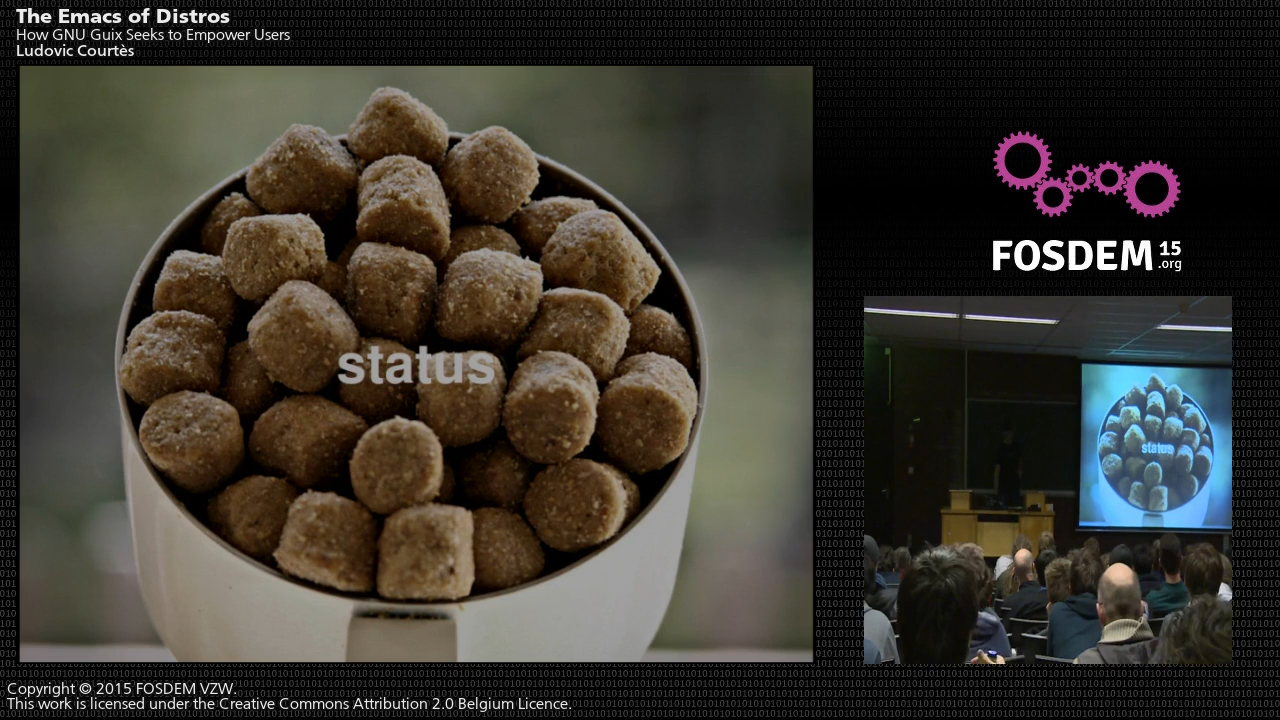 The Emacs of Distros
How GNU Guix Seeks to Empower Users
Ludovic Courtès
status
FOSDEM 15
.org
status
Copyright © 2015 FOSDEM VZW.
This work is licensed under the Creative Commons Attribution 2.0 Belgium Licence.